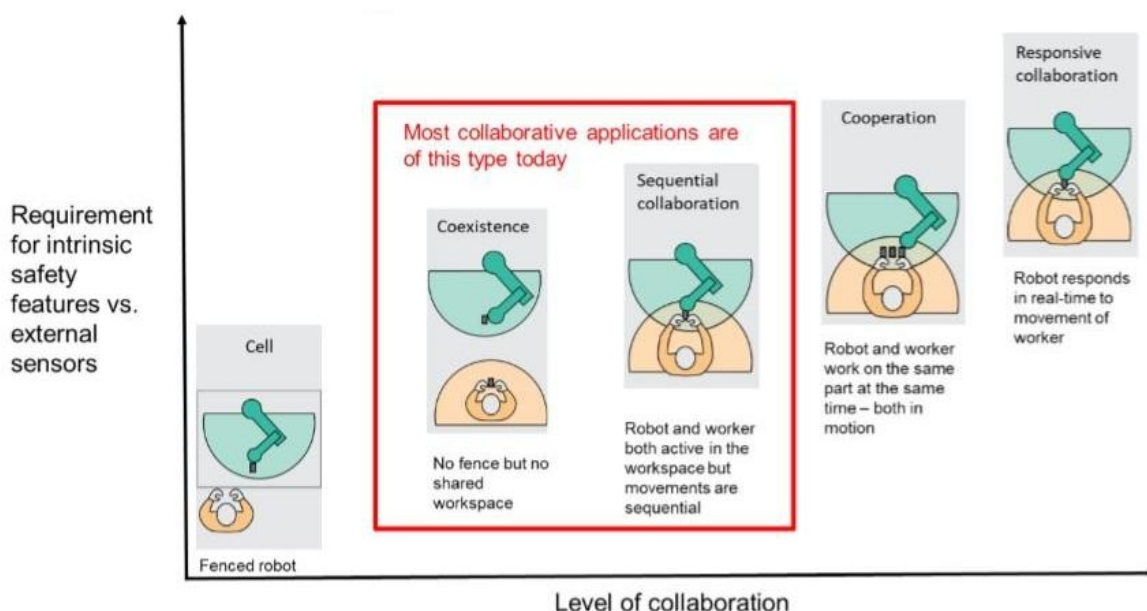 Requirement
for intrinsic
safety
features vs.
external
sensors
Cell
Fenced robot
Most collaborative applications are
of this type today
Coexistence
No fence but no
shared
workspace
Sequential
collaboration
Robot and worker
both active in the
workspace but
movements are
sequential
Cooperation
Robot and worker
work on the same
part at the same
time – both in
motion
Responsive
collaboration
Robot responds
in real-time to
movement of
worker
Level of collaboration